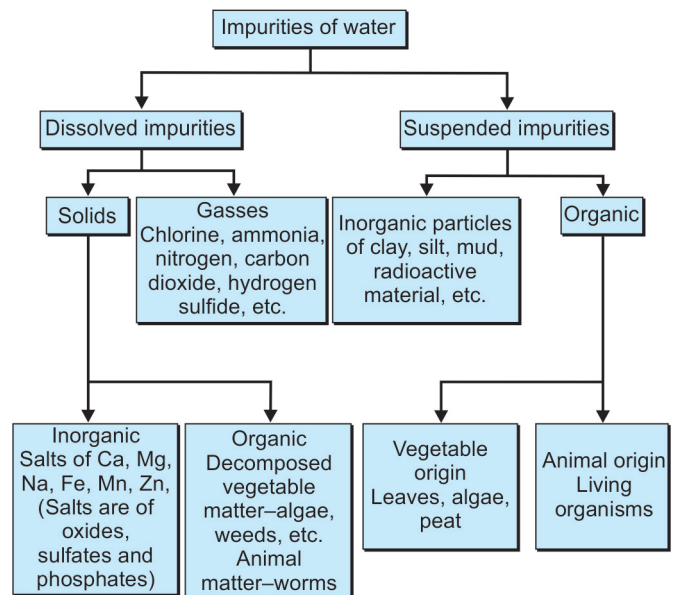 Impurities of water
Dissolved impurities
Suspended impurities
Solids
Gasses
Chlorine, ammonia,
nitrogen, carbon
dioxide, hydrogen
sulfide, etc.
Inorganic particles
of clay, silt, mud,
radioactive
material, etc.
Organic
Inorganic
Salts of Ca, Mg,
Na, Fe, Mn, Zn,
(Salts are of
oxides,
sulfates and
phosphates)
Organic
Decomposed
vegetable
matter–algae,
weeds, etc.
Animal
matter–worms
Vegetable
origin
Leaves, algae,
peat
Animal origin
Living
organisms